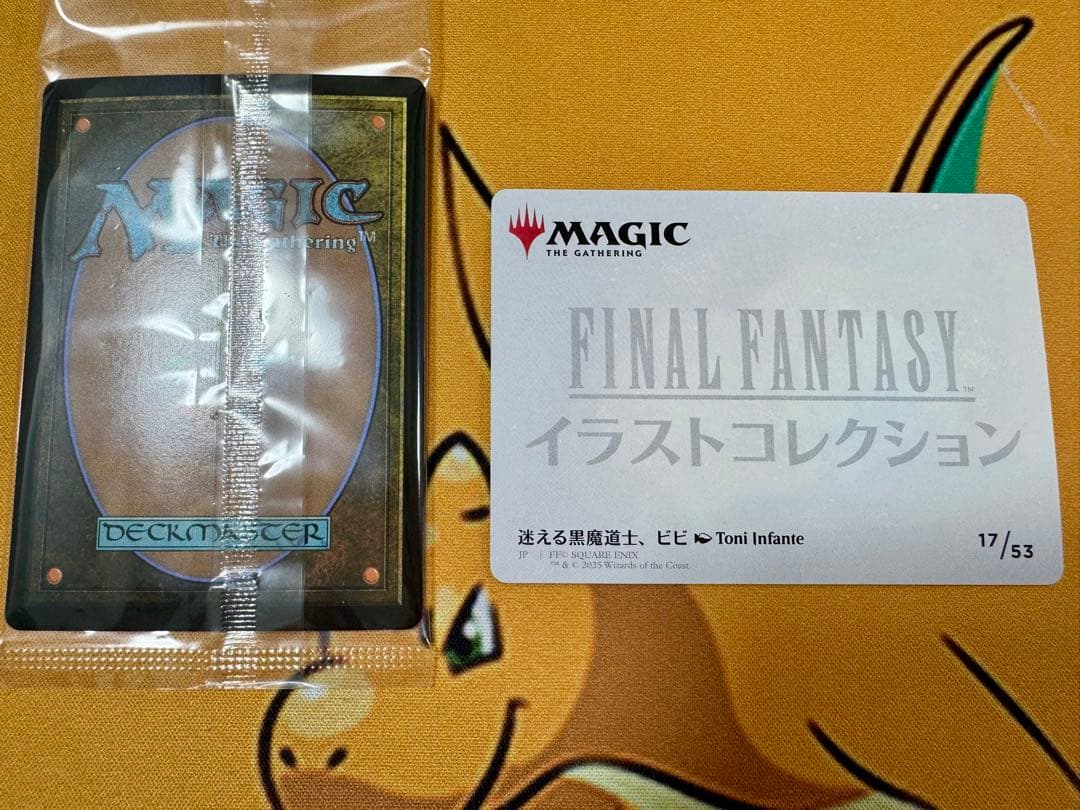 MAGIC
The Gathering™
DECKMASTER
MAGIC
THE GATHERING
FINAL FANTASY™
イラストコレクション
迷える黒魔道士、ビビ Toni Infante
17/53
JP | FF© SQUARE ENIX
™ & © 2025 Wizards of the Coast